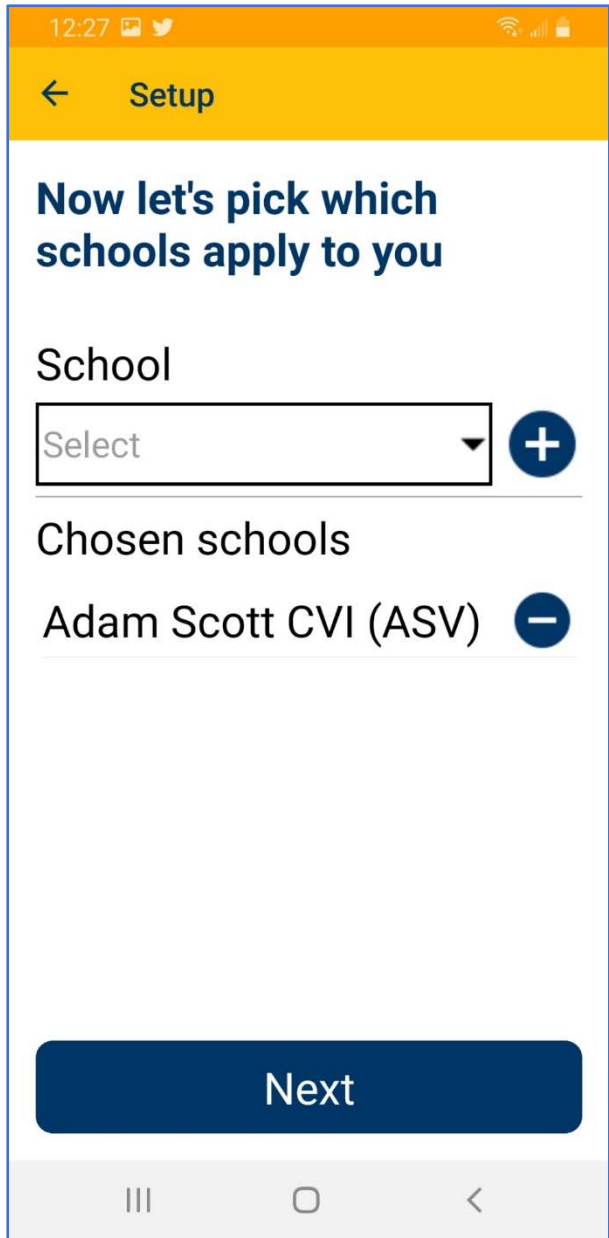 12:27
Setup
Now let's pick which
schools apply to you
School
Select
Chosen schools
Adam Scott CVI (ASV)
Next